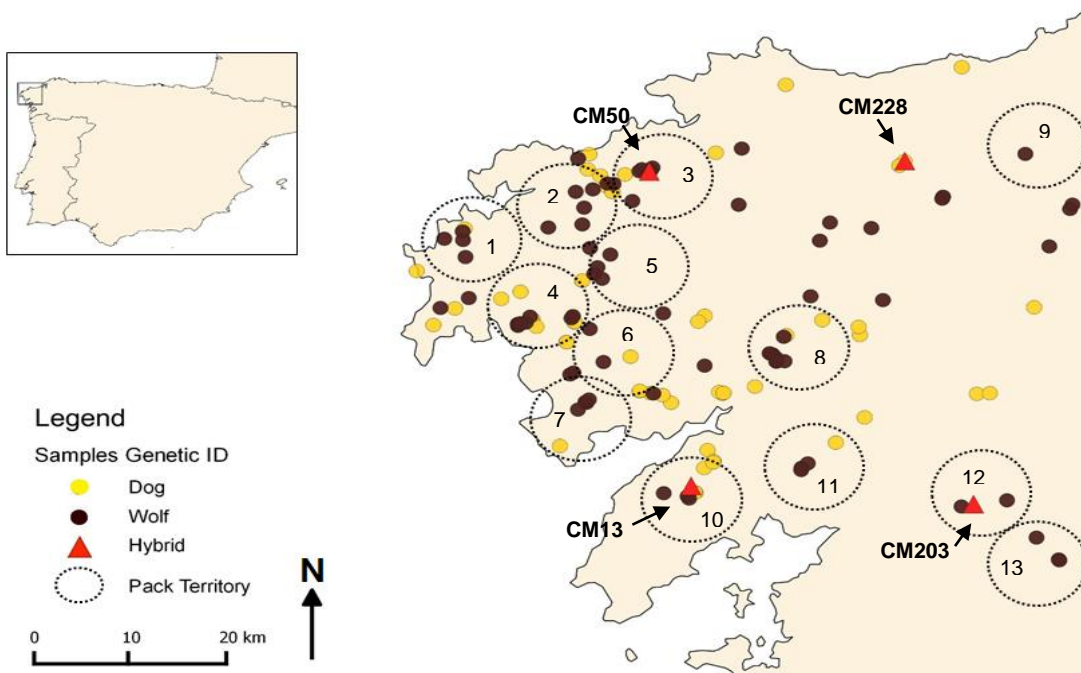 CM50
CM228
9
3
2
1
5
4
6
8
7
Legend
Samples Genetic ID
Dog
Wolf
Hybrid
Pack Territory
N
0 10 20 km
11
12
10
CM13
CM203
13